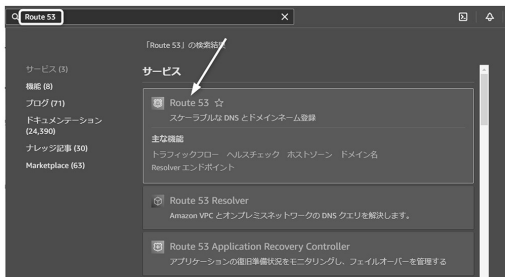 Route 53
「Route 53」の検索結果
サービス (3)
機能 (8)
ブログ (71)
ドキュメンテーション
(24,390)
ナレッジ記事 (30)
Marketplace (63)
サービス
Route 53
スケーラブルな DNS とドメインネーム登録
主な機能
トラフィックフロー ヘルスチェック ホストゾーン ドメイン名
Resolver エンドポイント
Route 53 Resolver
Amazon VPC とオンプレミスネットワークの DNS クエリを解決します。
Route 53 Application Recovery Controller
アプリケーションの復旧準備状況をモニタリングし、フェイルオーバーを管理する